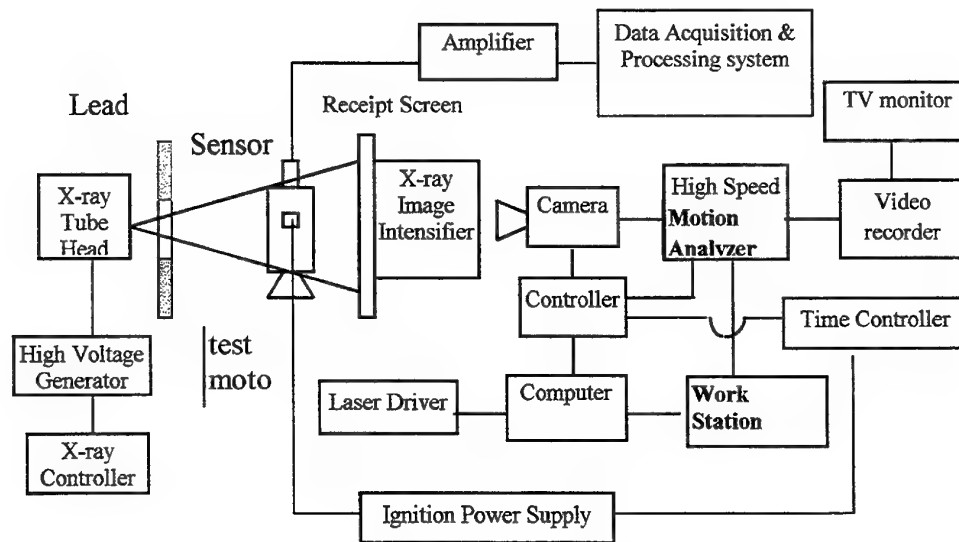 Amplifier
Data Acquisition &
Processing system
Lead
Receipt Screen
TV monitor
Sensor
X-ray
Tube
Head
X-ray
Image
Intensifier
Camera
High Speed
Motion
Analyzer
Video
recorder
Controller
Time Controller
High Voltage
Generator
test
moto
Laser Driver
Computer
Work
Station
X-ray
Controller
Ignition Power Supply